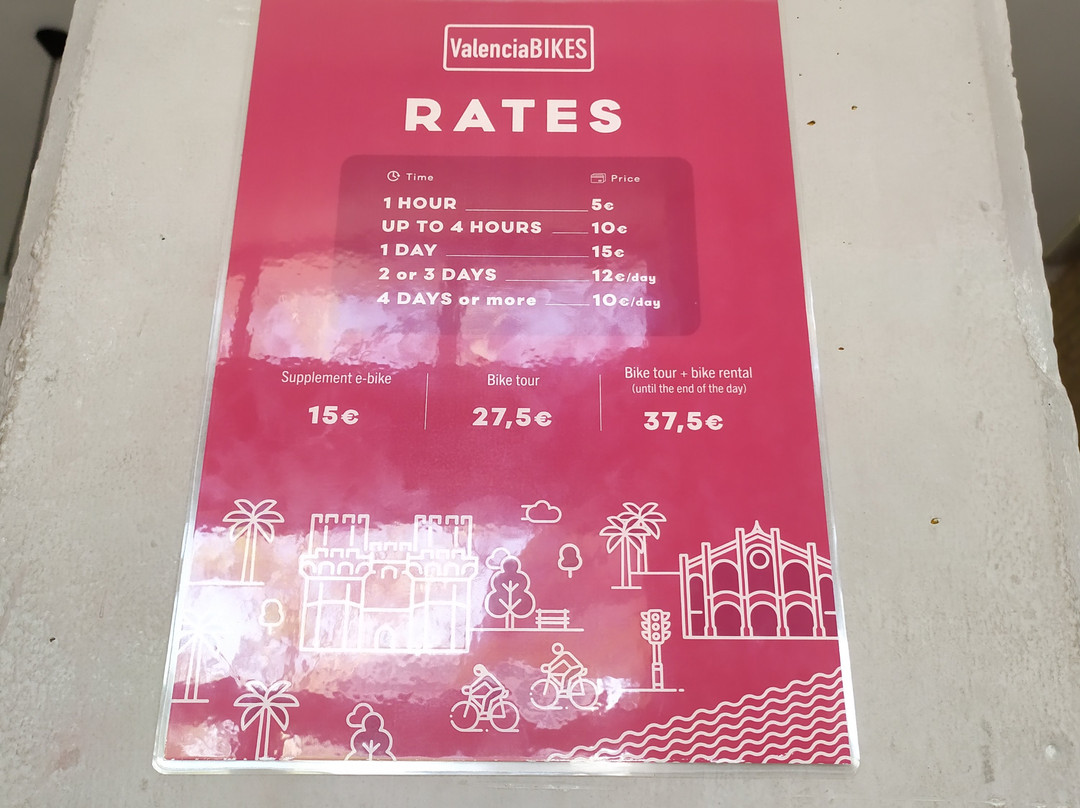 ValenciaBIKES
RATES
Time Price
1 HOUR 5€
UP TO 4 HOURS 10€
1 DAY 15€
2 or 3 DAYS 12€/day
4 DAYS or more 10€/day
Supplement e-bike
15€
Bike tour
27,5€
Bike tour + bike rental
(until the end of the day)
37,5€